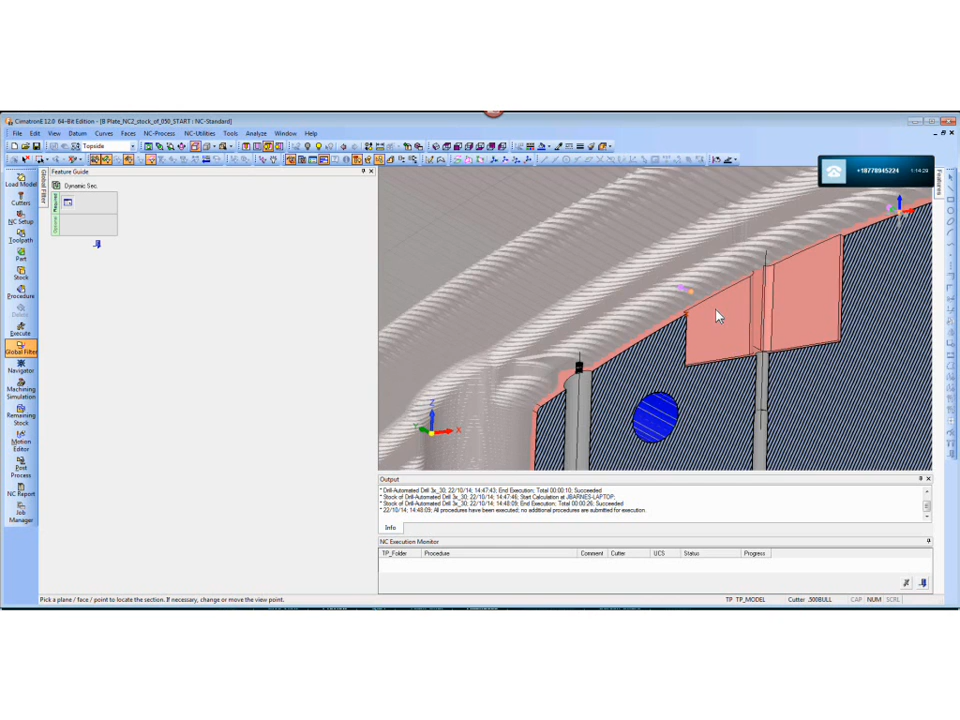 CimatronE 12.0 64-Bit Edition - [B Plate_NC2_stock_of_050_START : NC-Standard]
File Edit View Datum Curves Faces NC-Process NC-Utilities Tools Analyze Window Help
Topside
Load Model
Cutters
NC Setup
Toolpath
Part
Stock
Procedure
Delete
Execute
Global Filter
Navigator
Machining
Simulation
Remaining
Stock
Motion
Editor
Post
Process
NC Report
Job
Manager
Global Filter
Feature Guide
Dynamic Sec.
Required
+18778945224
Features
X
Z
Output
* Drill-Automated Drill 3x_30; 22/10/14; 14:47:43; End Execution; Total 00:00:10; Succeeded
* Stock of Drill-Automated Drill 3x_30; 22/10/14; 14:47:46; Start Calculation at JBARNES-LAPTOP;
* Stock of Drill-Automated Drill 3x_30; 22/10/14; 14:48:09; End Execution; Total 00:00:26; Succeeded
* 22/10/14; 14:48:09; All procedures have been executed; no additional procedures are submitted for execution.
Info
NC Execution Monitor
TP_Folder Procedure Comment Cutter UCS Status Progress
Pick a plane / face / point to locate the section. If necessary, change or move the view point.
TP TP_MODEL Cutter .500BULL CAP NUM SCRL